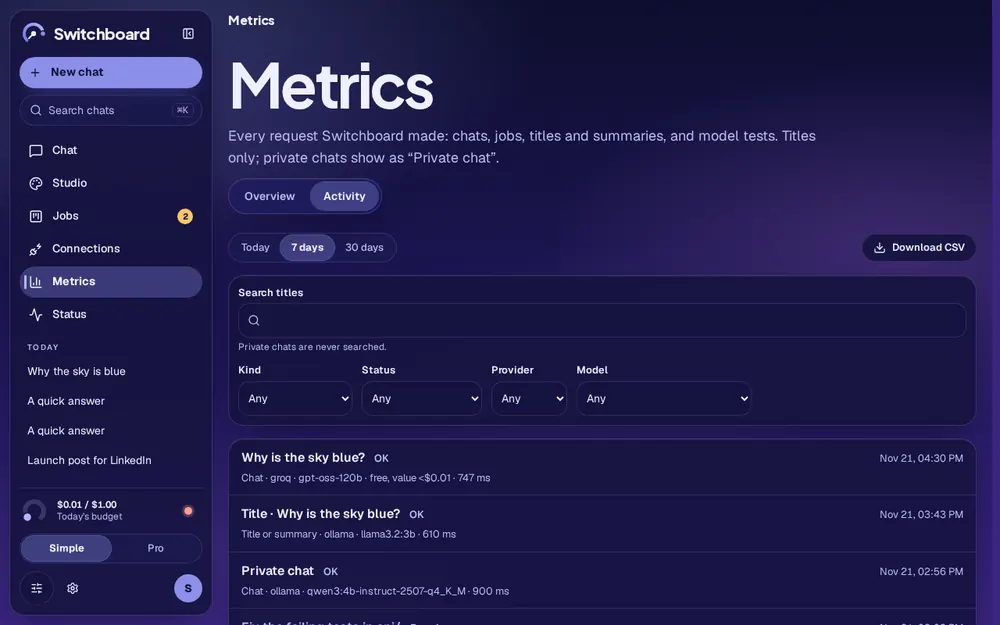 Switchboard
New chat
Search chats ⌘K
Chat
Studio
Jobs 2
Connections
Metrics
Status
TODAY
Why the sky is blue
A quick answer
A quick answer
Launch post for LinkedIn
$0.01 / $1.00
Today's budget
Simple Pro
S
Metrics
Metrics
Every request Switchboard made: chats, jobs, titles and summaries, and model tests. Titles
only; private chats show as “Private chat”.
Overview Activity
Today 7 days 30 days
Download CSV
Search titles
Private chats are never searched.
Kind Status Provider Model
Any Any Any Any
Why is the sky blue? OK Nov 21, 04:30 PM
Chat · groq · gpt-oss-120b · free, value <$0.01 · 747 ms
Title · Why is the sky blue? OK Nov 21, 03:43 PM
Title or summary · ollama · llama3.2:3b · 610 ms
Private chat OK Nov 21, 02:56 PM
Chat · ollama · qwen3:4b-instruct-2507-q4_K_M · 900 ms